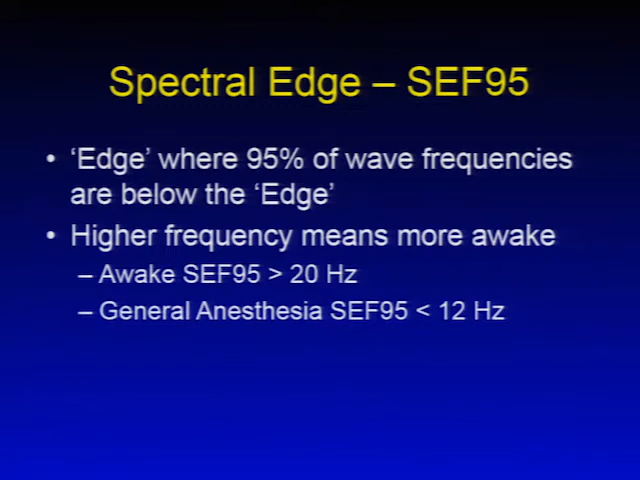 Spectral Edge – SEF95
• ‘Edge’ where 95% of wave frequencies
are below the ‘Edge’
• Higher frequency means more awake
– Awake SEF95 > 20 Hz
– General Anesthesia SEF95 < 12 Hz